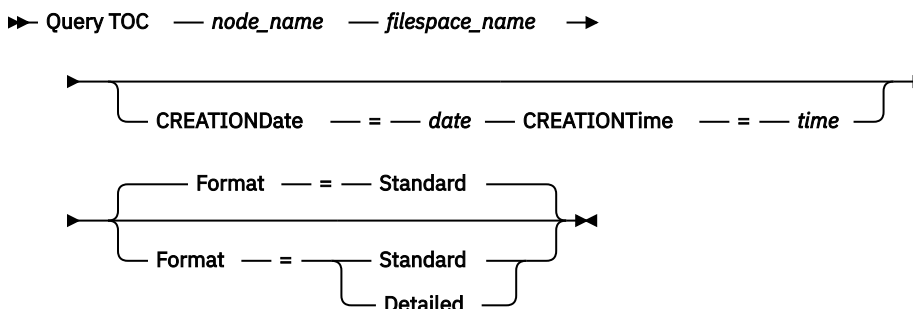 Query TOC — node_name — filespace_name
CREATIONDate — = — date — CREATIONTime — = — time
Format — = — Standard
Format — = — Standard
Detailed